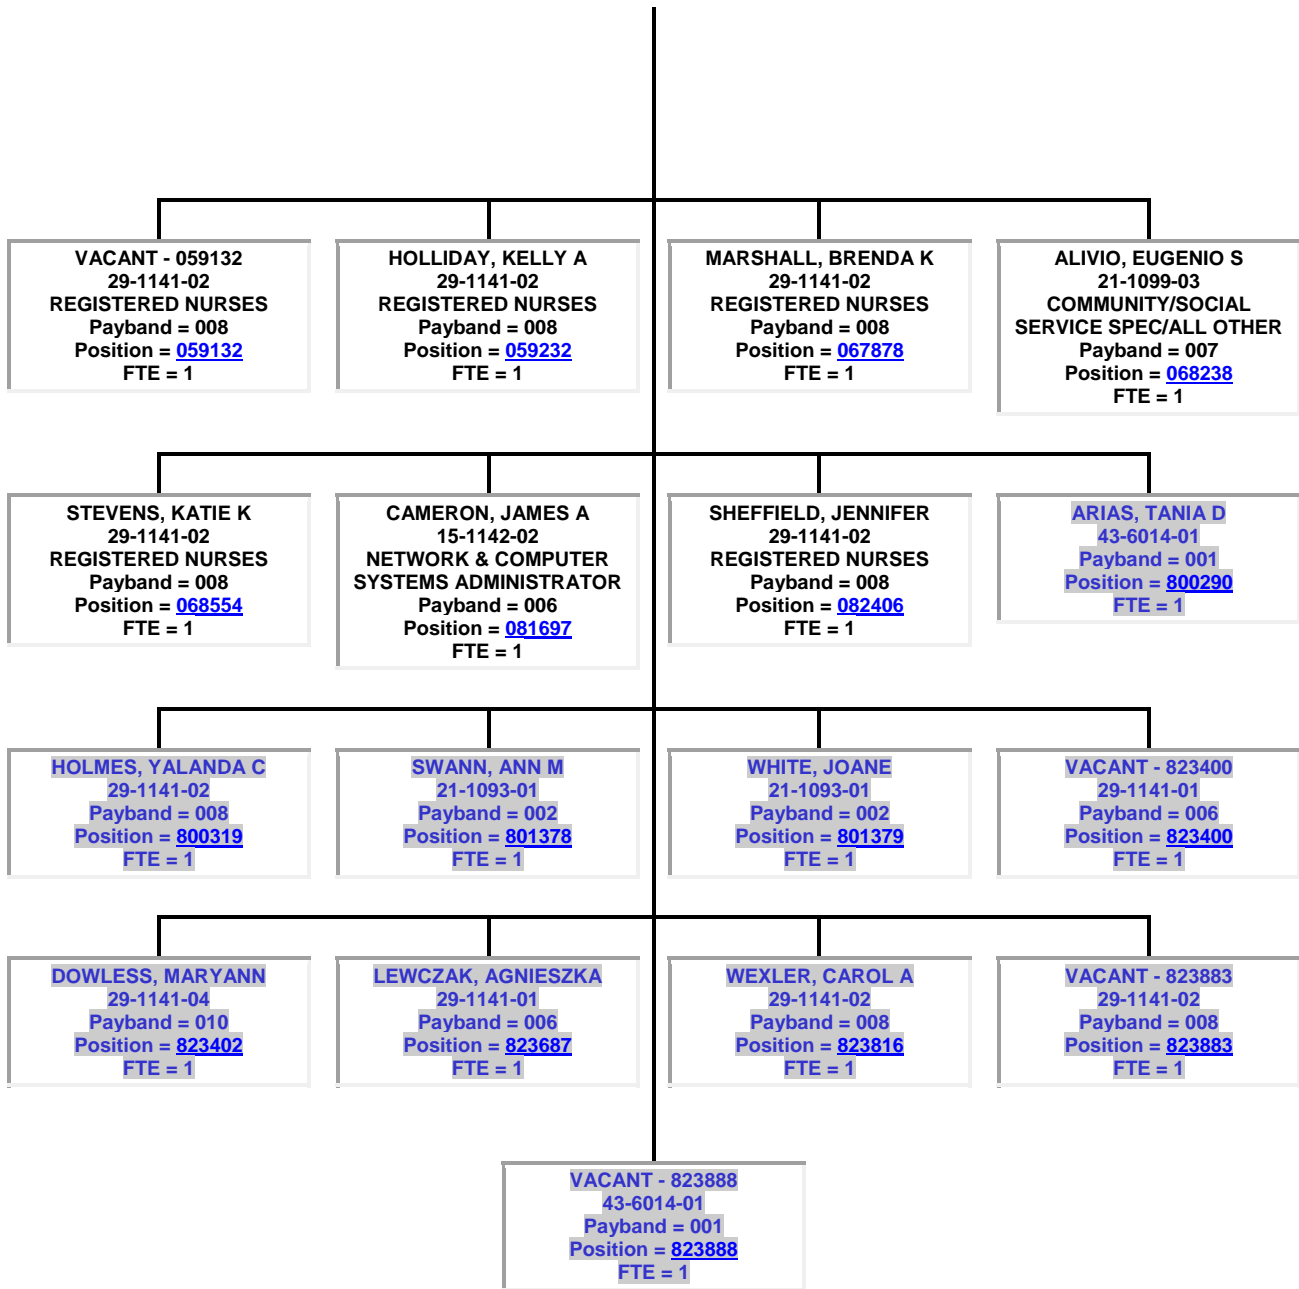 VACANT - 059132
29-1141-02
REGISTERED NURSES
Payband = 008
Position = 059132
FTE = 1
HOLLIDAY, KELLY A
29-1141-02
REGISTERED NURSES
Payband = 008
Position = 059232
FTE = 1
MARSHALL, BRENDA K
29-1141-02
REGISTERED NURSES
Payband = 008
Position = 067878
FTE = 1
ALIVIO, EUGENIO S
21-1099-03
COMMUNITY/SOCIAL
SERVICE SPEC/ALL OTHER
Payband = 007
Position = 068238
FTE = 1
STEVENS, KATIE K
29-1141-02
REGISTERED NURSES
Payband = 008
Position = 068554
FTE = 1
CAMERON, JAMES A
15-1142-02
NETWORK & COMPUTER
SYSTEMS ADMINISTRATOR
Payband = 006
Position = 081697
FTE = 1
SHEFFIELD, JENNIFER
29-1141-02
REGISTERED NURSES
Payband = 008
Position = 082406
FTE = 1
ARIAS, TANIA D
43-6014-01
Payband = 001
Position = 800290
FTE = 1
HOLMES, YALANDA C
29-1141-02
Payband = 008
Position = 800319
FTE = 1
SWANN, ANN M
21-1093-01
Payband = 002
Position = 801378
FTE = 1
WHITE, JOANE
21-1093-01
Payband = 002
Position = 801379
FTE = 1
VACANT - 823400
29-1141-01
Payband = 006
Position = 823400
FTE = 1
DOWLESS, MARYANN
29-1141-04
Payband = 010
Position = 823402
FTE = 1
LEWCZAK, AGNIESZKA
29-1141-01
Payband = 006
Position = 823687
FTE = 1
WEXLER, CAROL A
29-1141-02
Payband = 008
Position = 823816
FTE = 1
VACANT - 823883
29-1141-02
Payband = 008
Position = 823883
FTE = 1
VACANT - 823888
43-6014-01
Payband = 001
Position = 823888
FTE = 1